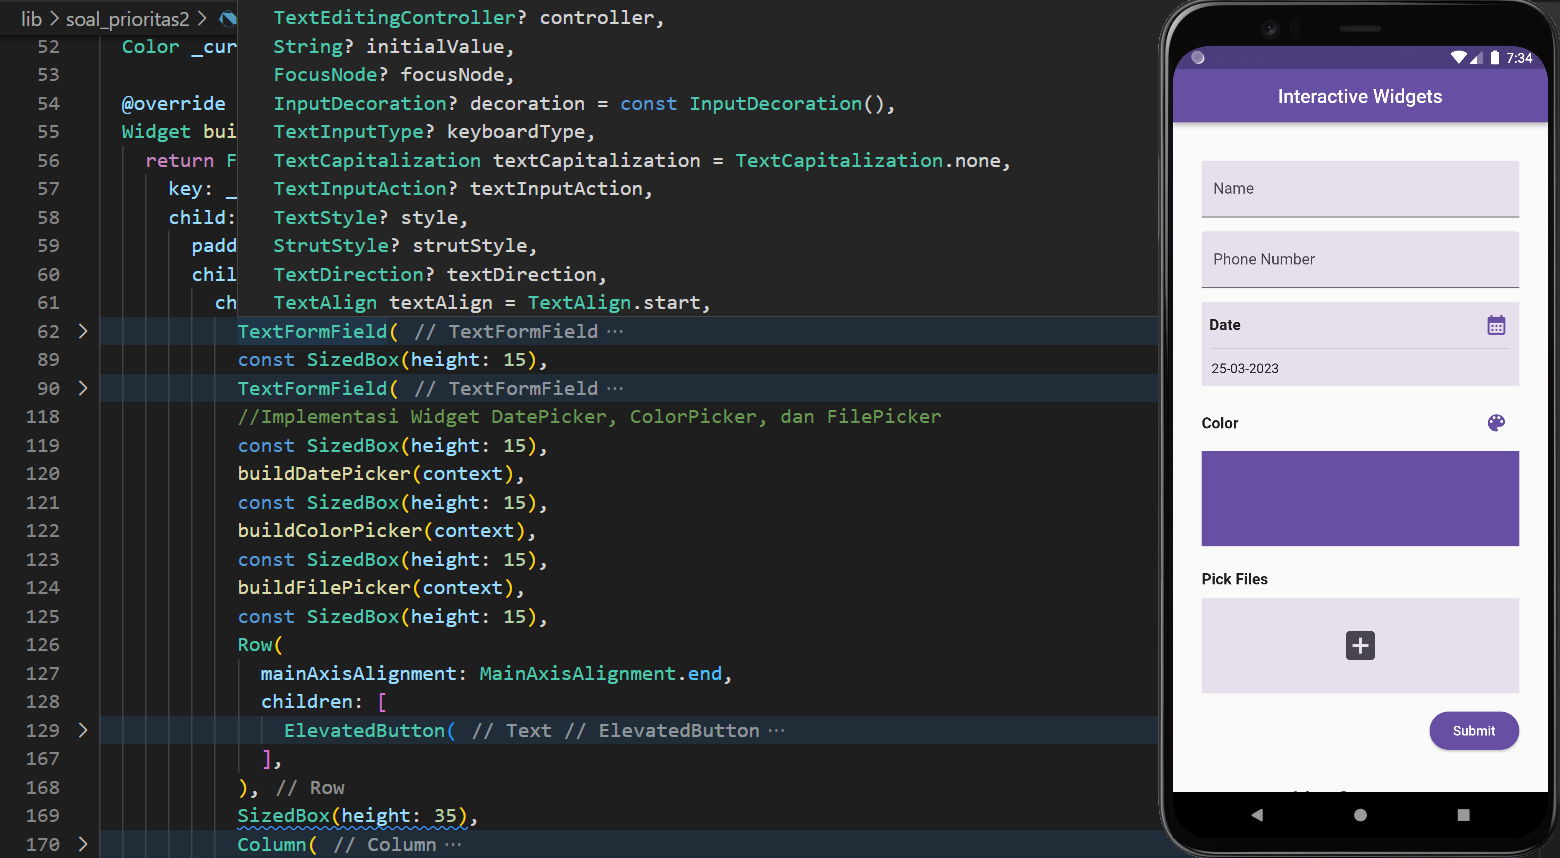 lib > soal_prioritas2 >
TextEditingController? controller,
52 Color _cur
String? initialValue,
53
FocusNode? focusNode,
54 @override
InputDecoration? decoration = const InputDecoration(),
55 Widget bui
TextInputType? keyboardType,
56 return F
TextCapitalization textCapitalization = TextCapitalization.none,
57 key: _
TextInputAction? textInputAction,
58 child:
TextStyle? style,
59 padd
StrutStyle? strutStyle,
60 chil
TextDirection? textDirection,
61 ch
TextAlign textAlign = TextAlign.start,
62 > TextFormField( // TextFormField ⋯
89 const SizedBox(height: 15),
90 > TextFormField( // TextFormField ⋯
118 //Implementasi Widget DatePicker, ColorPicker, dan FilePicker
119 const SizedBox(height: 15),
120 buildDatePicker(context),
121 const SizedBox(height: 15),
122 buildColorPicker(context),
123 const SizedBox(height: 15),
124 buildFilePicker(context),
125 const SizedBox(height: 15),
126 Row(
127 mainAxisAlignment: MainAxisAlignment.end,
128 children: [
129 > ElevatedButton( // Text // ElevatedButton ⋯
167 ],
168 ), // Row
169 SizedBox(height: 35),
170 > Column( // Column ⋯
7:34
Interactive Widgets
Name
Phone Number
Date
25-03-2023
Color
Pick Files
Submit